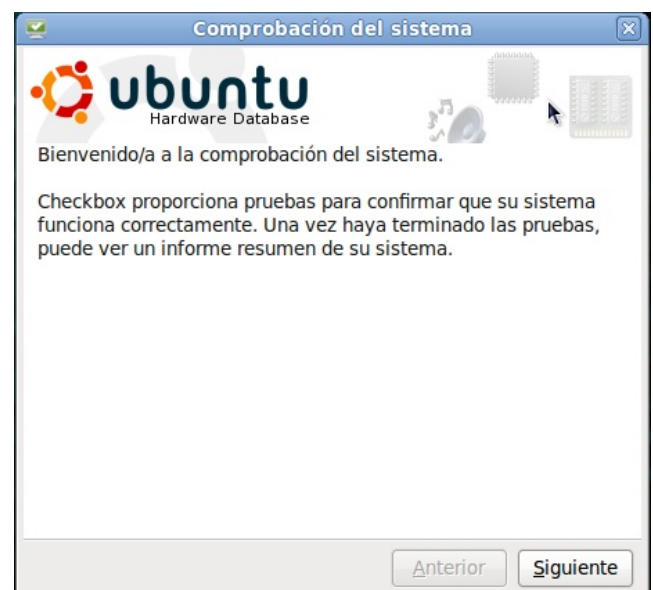 Comprobación del sistema
ubuntu
Hardware Database
Bienvenido/a a la comprobación del sistema.
Checkbox proporciona pruebas para confirmar que su sistema
funciona correctamente. Una vez haya terminado las pruebas,
puede ver un informe resumen de su sistema.
Anterior
Siguiente